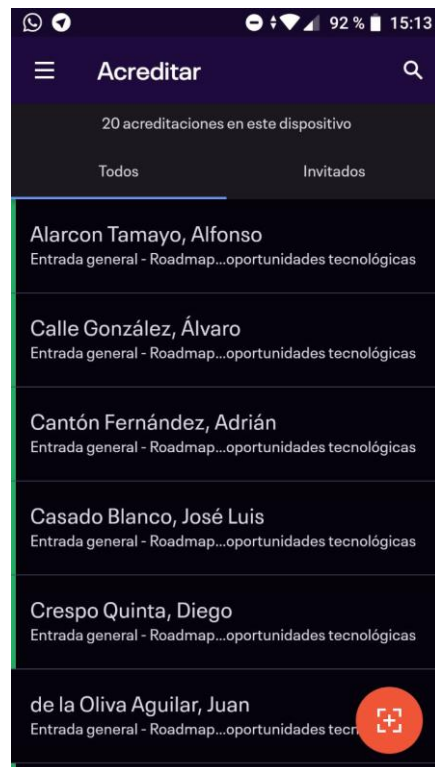 92 % 15:13
Acreditar
20 acreditaciones en este dispositivo
Todos Invitados
Alarcon Tamayo, Alfonso
Entrada general - Roadmap...oportunidades tecnológicas
Calle González, Álvaro
Entrada general - Roadmap...oportunidades tecnológicas
Cantón Fernández, Adrián
Entrada general - Roadmap...oportunidades tecnológicas
Casado Blanco, José Luis
Entrada general - Roadmap...oportunidades tecnológicas
Crespo Quinta, Diego
Entrada general - Roadmap...oportunidades tecnológicas
de la Oliva Aguilar, Juan
Entrada general - Roadmap...oportunidades tecn